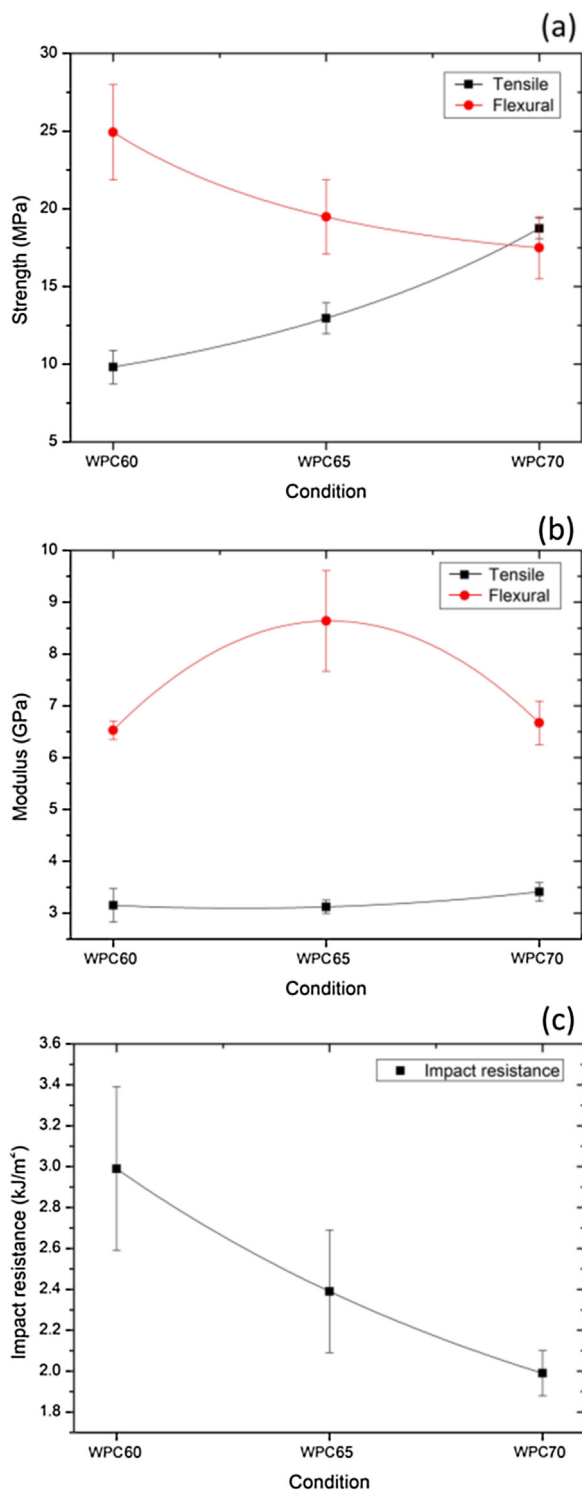 (a)
30
25
20
15
10
5
Strength (MPa)
Tensile
Flexural
WPC60 WPC65 WPC70
Condition
(b)
10
9
8
7
6
5
4
3
Modulus (GPa)
Tensile
Flexural
WPC60 WPC65 WPC70
Condition
(c)
3.6
3.4
3.2
3.0
2.8
2.6
2.4
2.2
2.0
1.8
Impact resistance (kJ/m²)
Impact resistance
WPC60 WPC65 WPC70
Condition